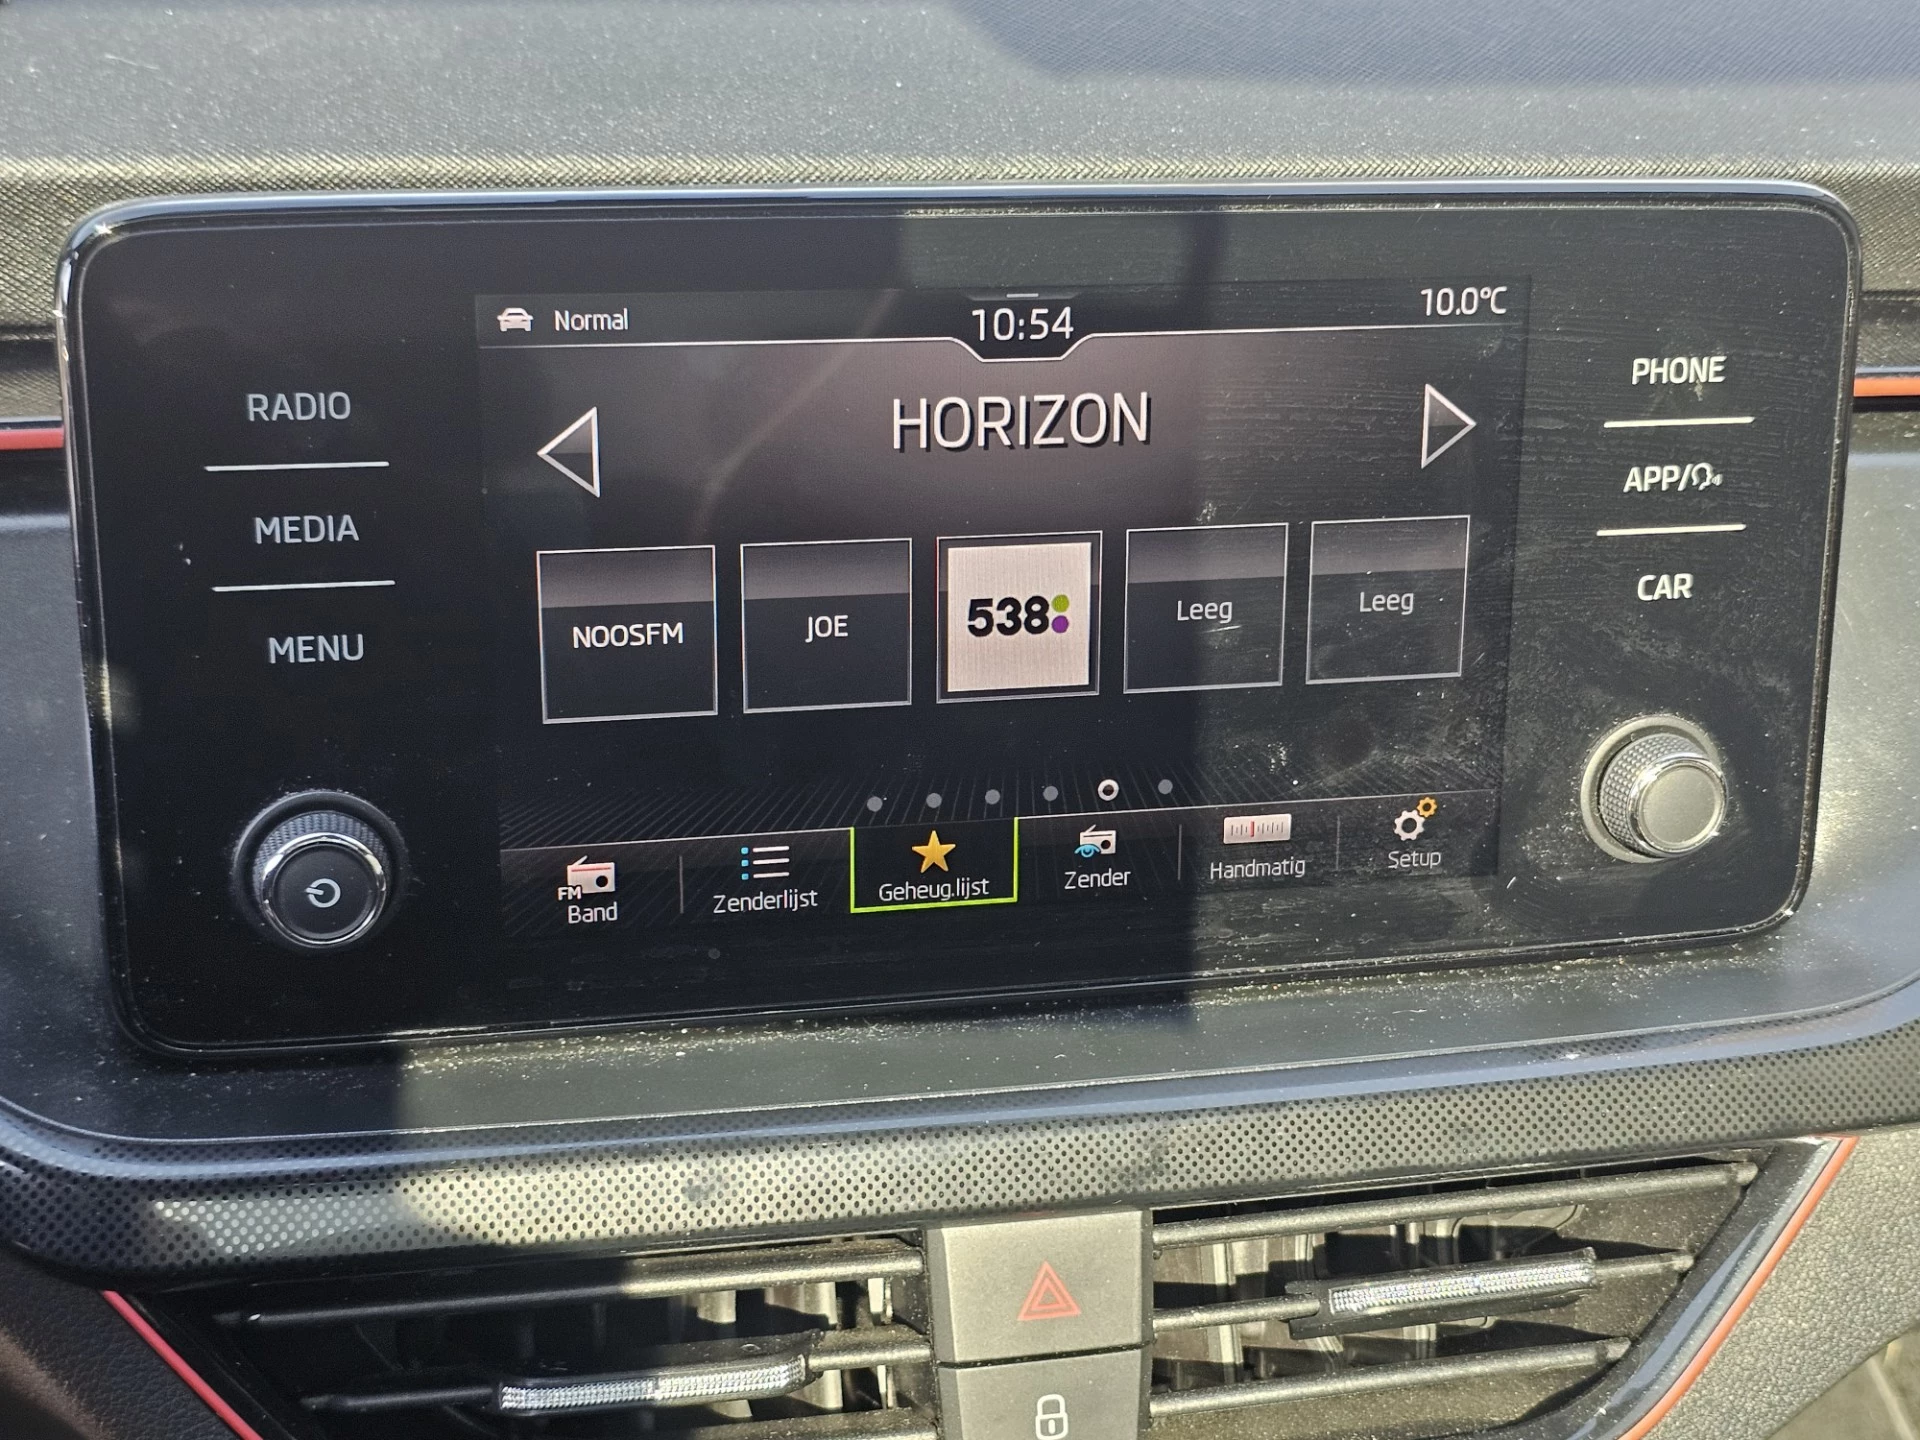 Normal
10:54
10.0°C
RADIO
MEDIA
MENU
HORIZON
NOOSFM
JOE
538
Leeg
Leeg
PHONE
APP/
CAR
FM
Band
Zenderlijst
Geheug.lijst
Zender
Handmatig
Setup